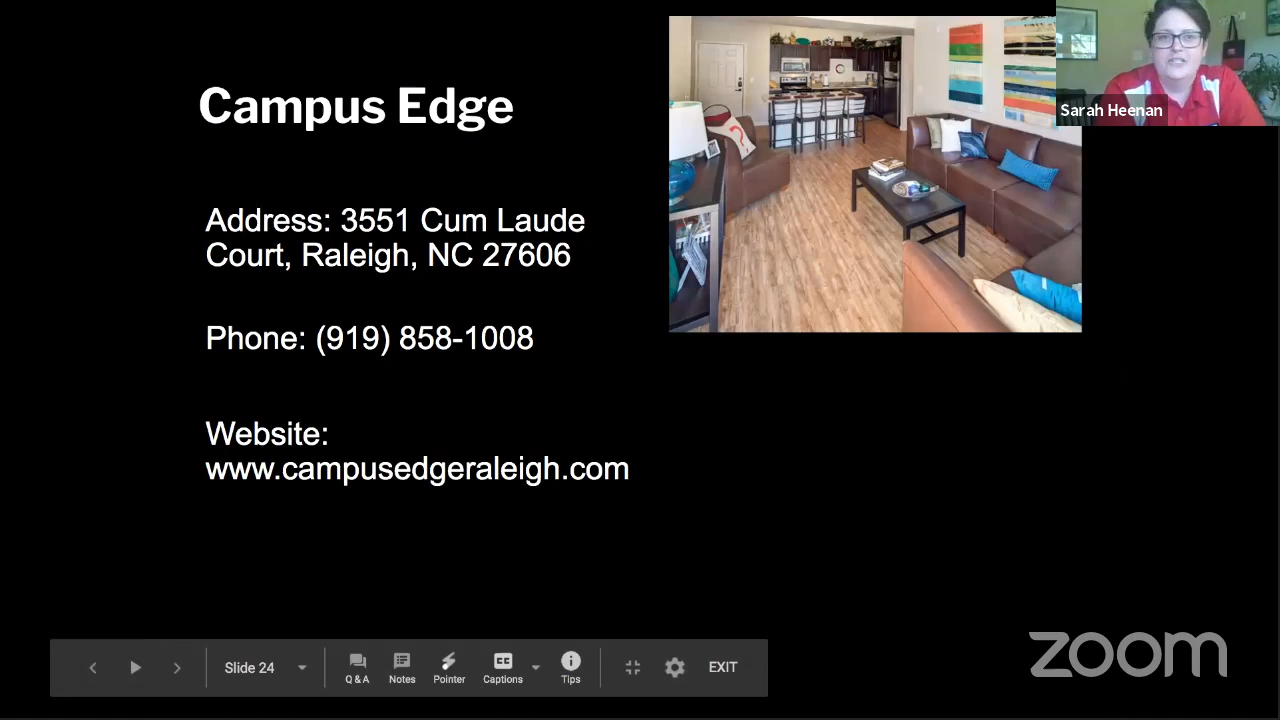 Campus Edge
Sarah Heenan
Address: 3551 Cum Laude
Court, Raleigh, NC 27606
Phone: (919) 858-1008
Website:
www.campusedgeraleigh.com
zoom
Slide 24
Q & A
Notes
Pointer
CC
Captions
Tips
EXIT